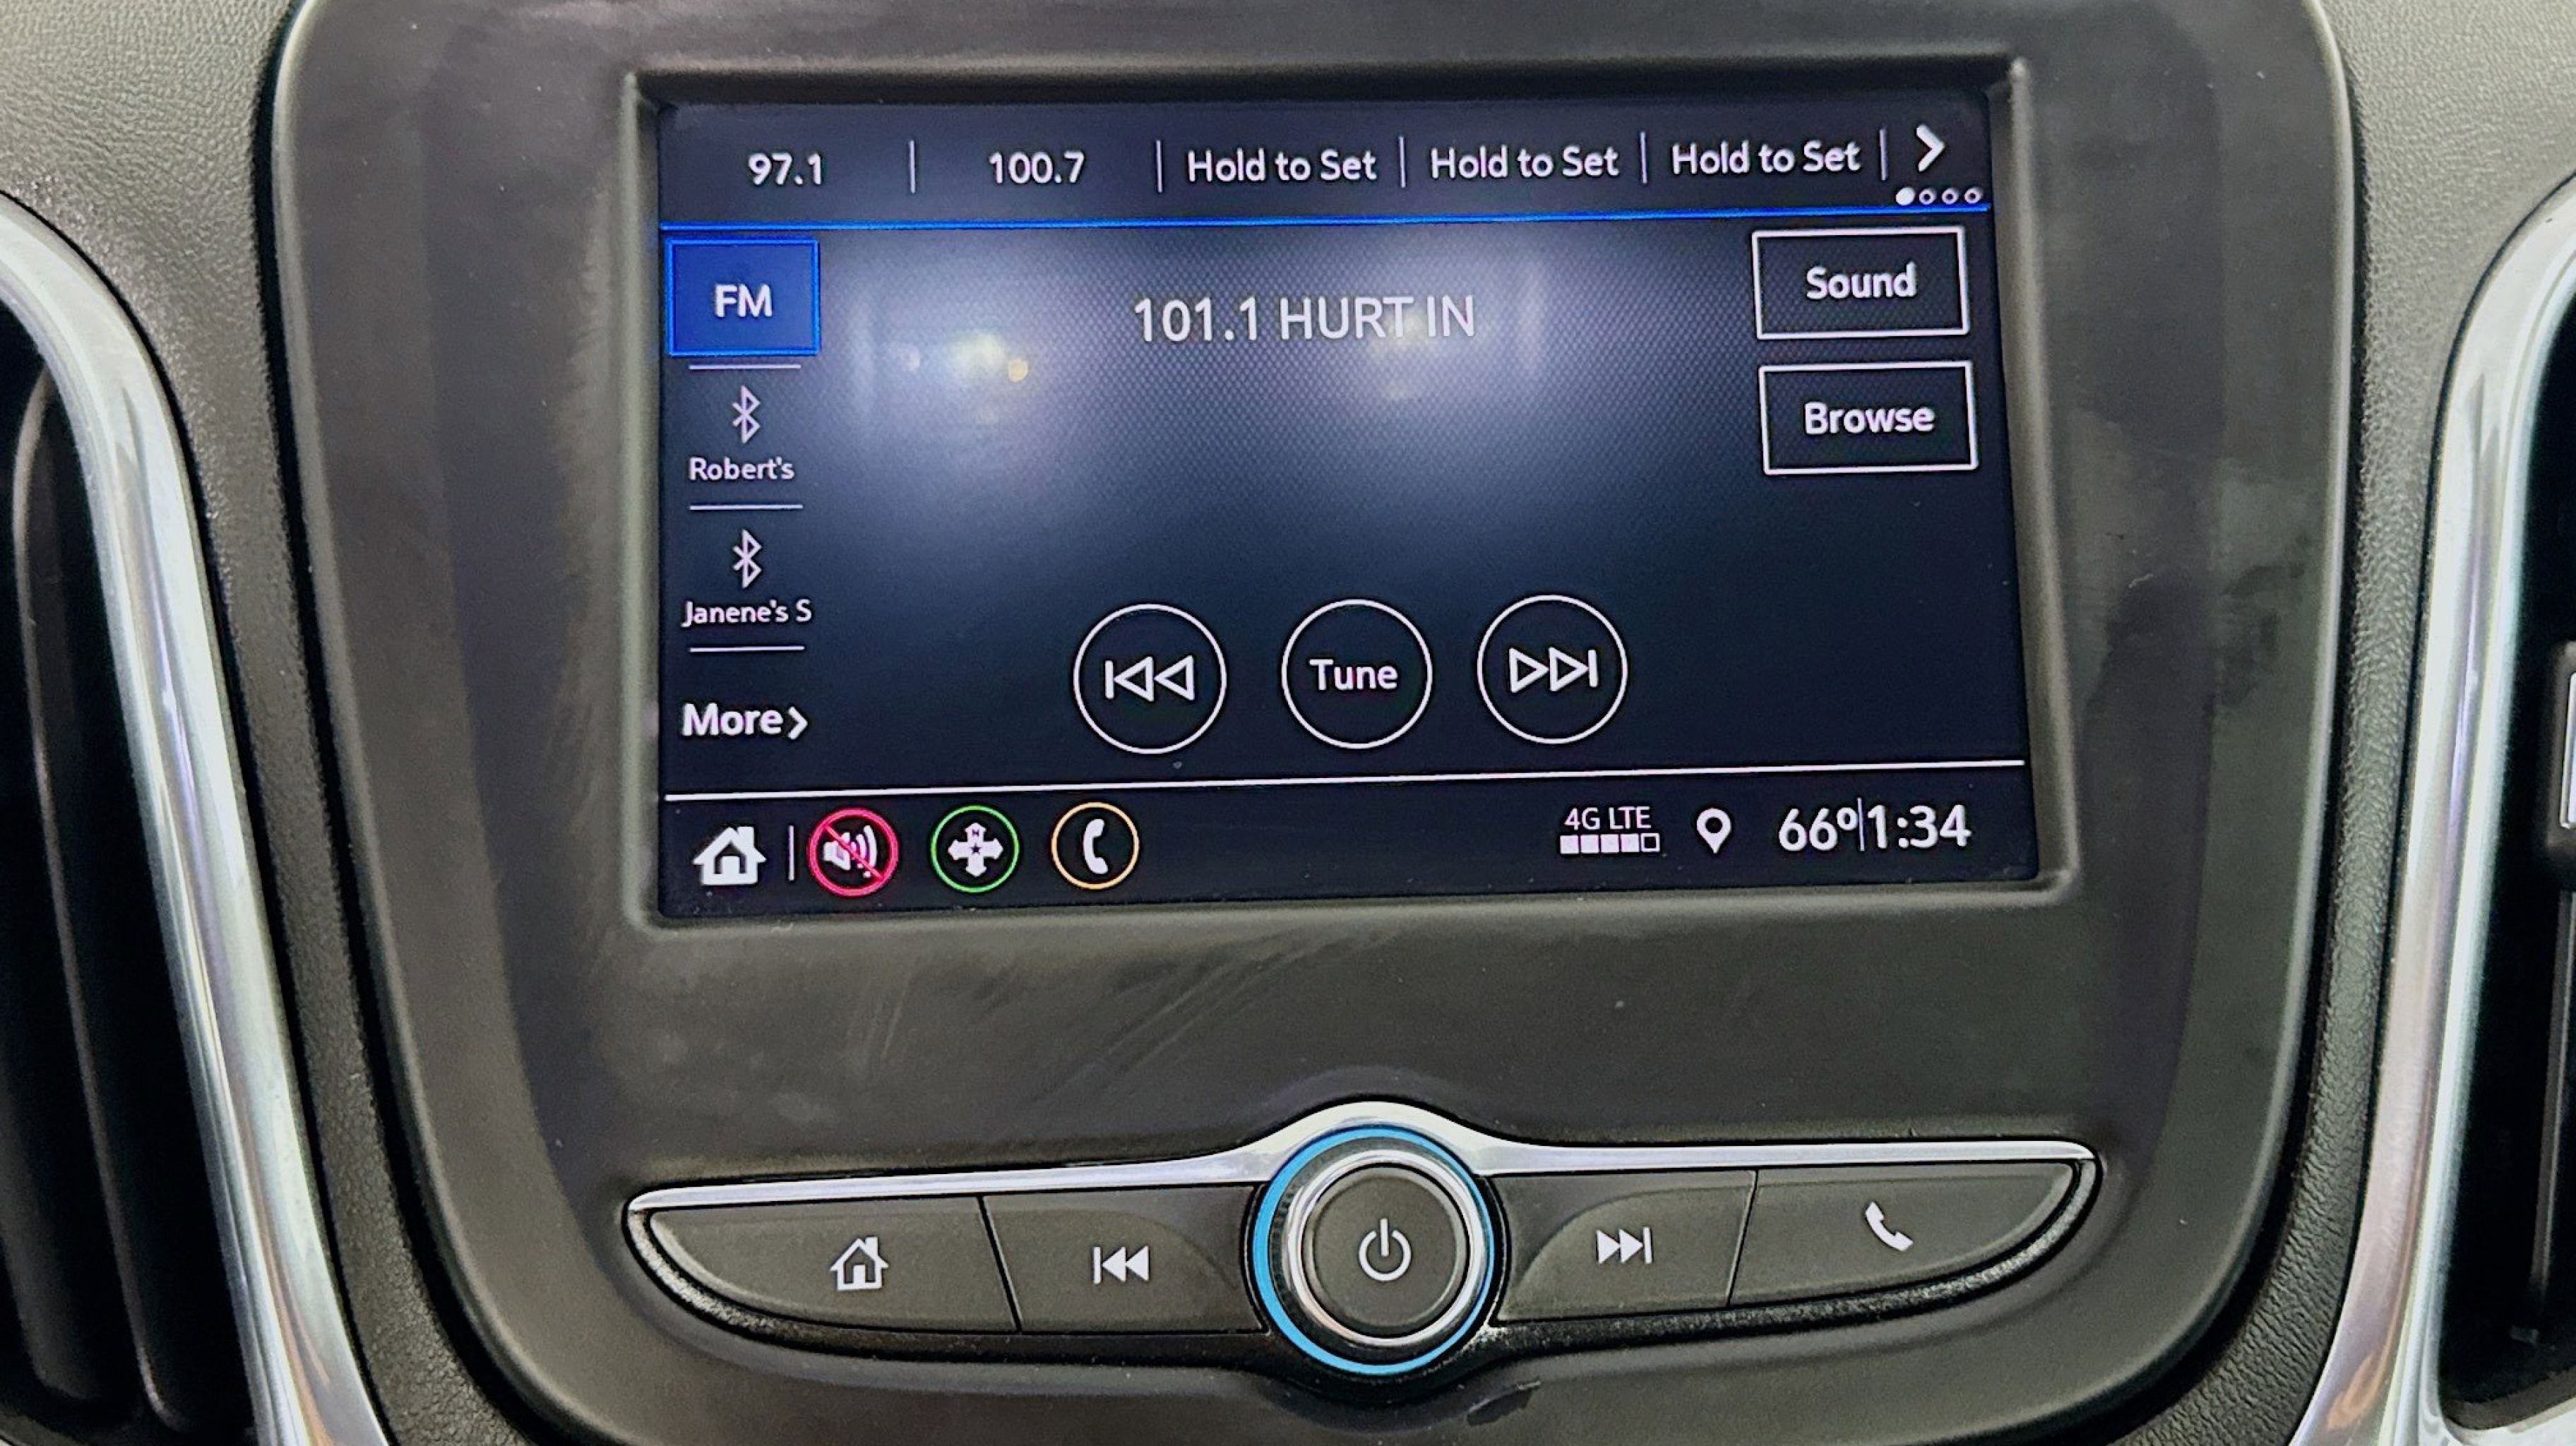 97.1 | 100.7 | Hold to Set | Hold to Set | Hold to Set |
FM
101.1 HURT IN
Sound
Browse
Robert's
Janene's S
More
Tune
4G LTE
66º 1:34